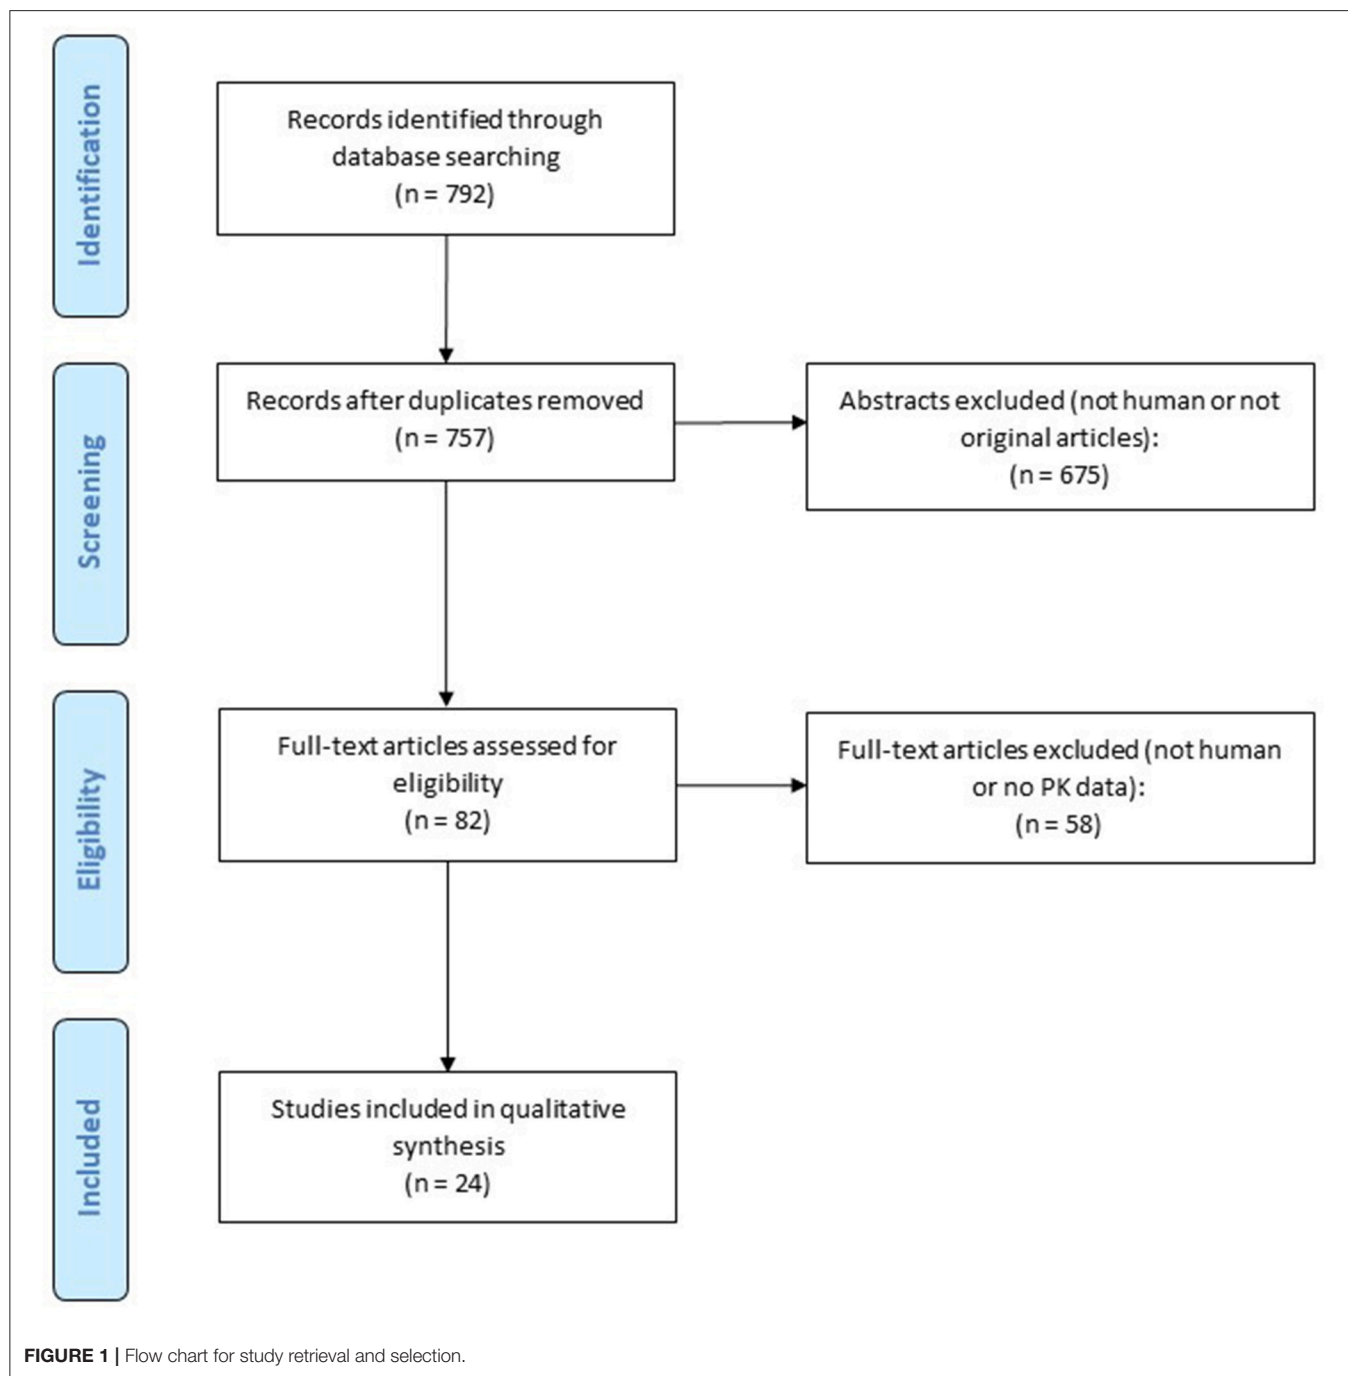 Identification
Records identified through
database searching
(n = 792)
Screening
Records after duplicates removed
(n = 757)
Abstracts excluded (not human or not
original articles):
(n = 675)
Eligibility
Full-text articles assessed for
eligibility
(n = 82)
Full-text articles excluded (not human
or no PK data):
(n = 58)
Included
Studies included in qualitative
synthesis
(n = 24)
FIGURE 1 | Flow chart for study retrieval and selection.